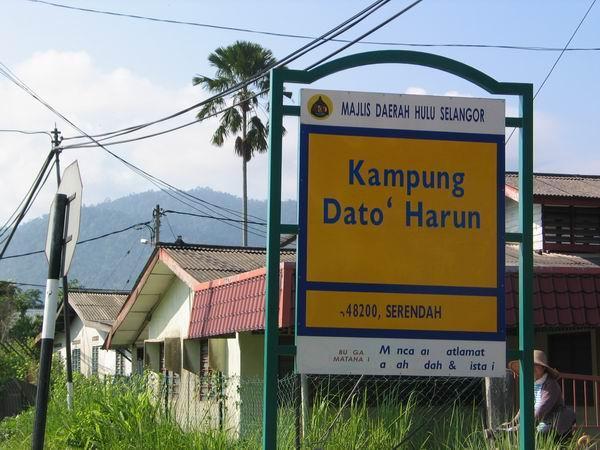 MAJLIS DAERAH HULU SELANGOR
Kampung
Dato' Harun
48200, SERENDAH